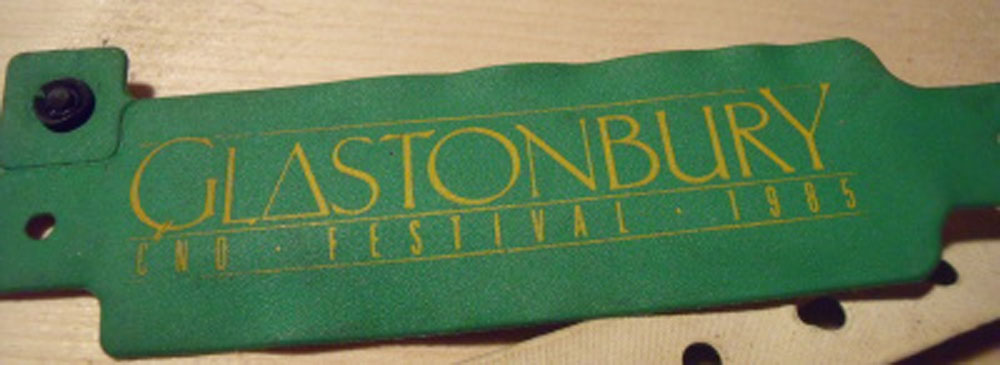 GLASTONBURY
CND · FESTIVAL · 1985